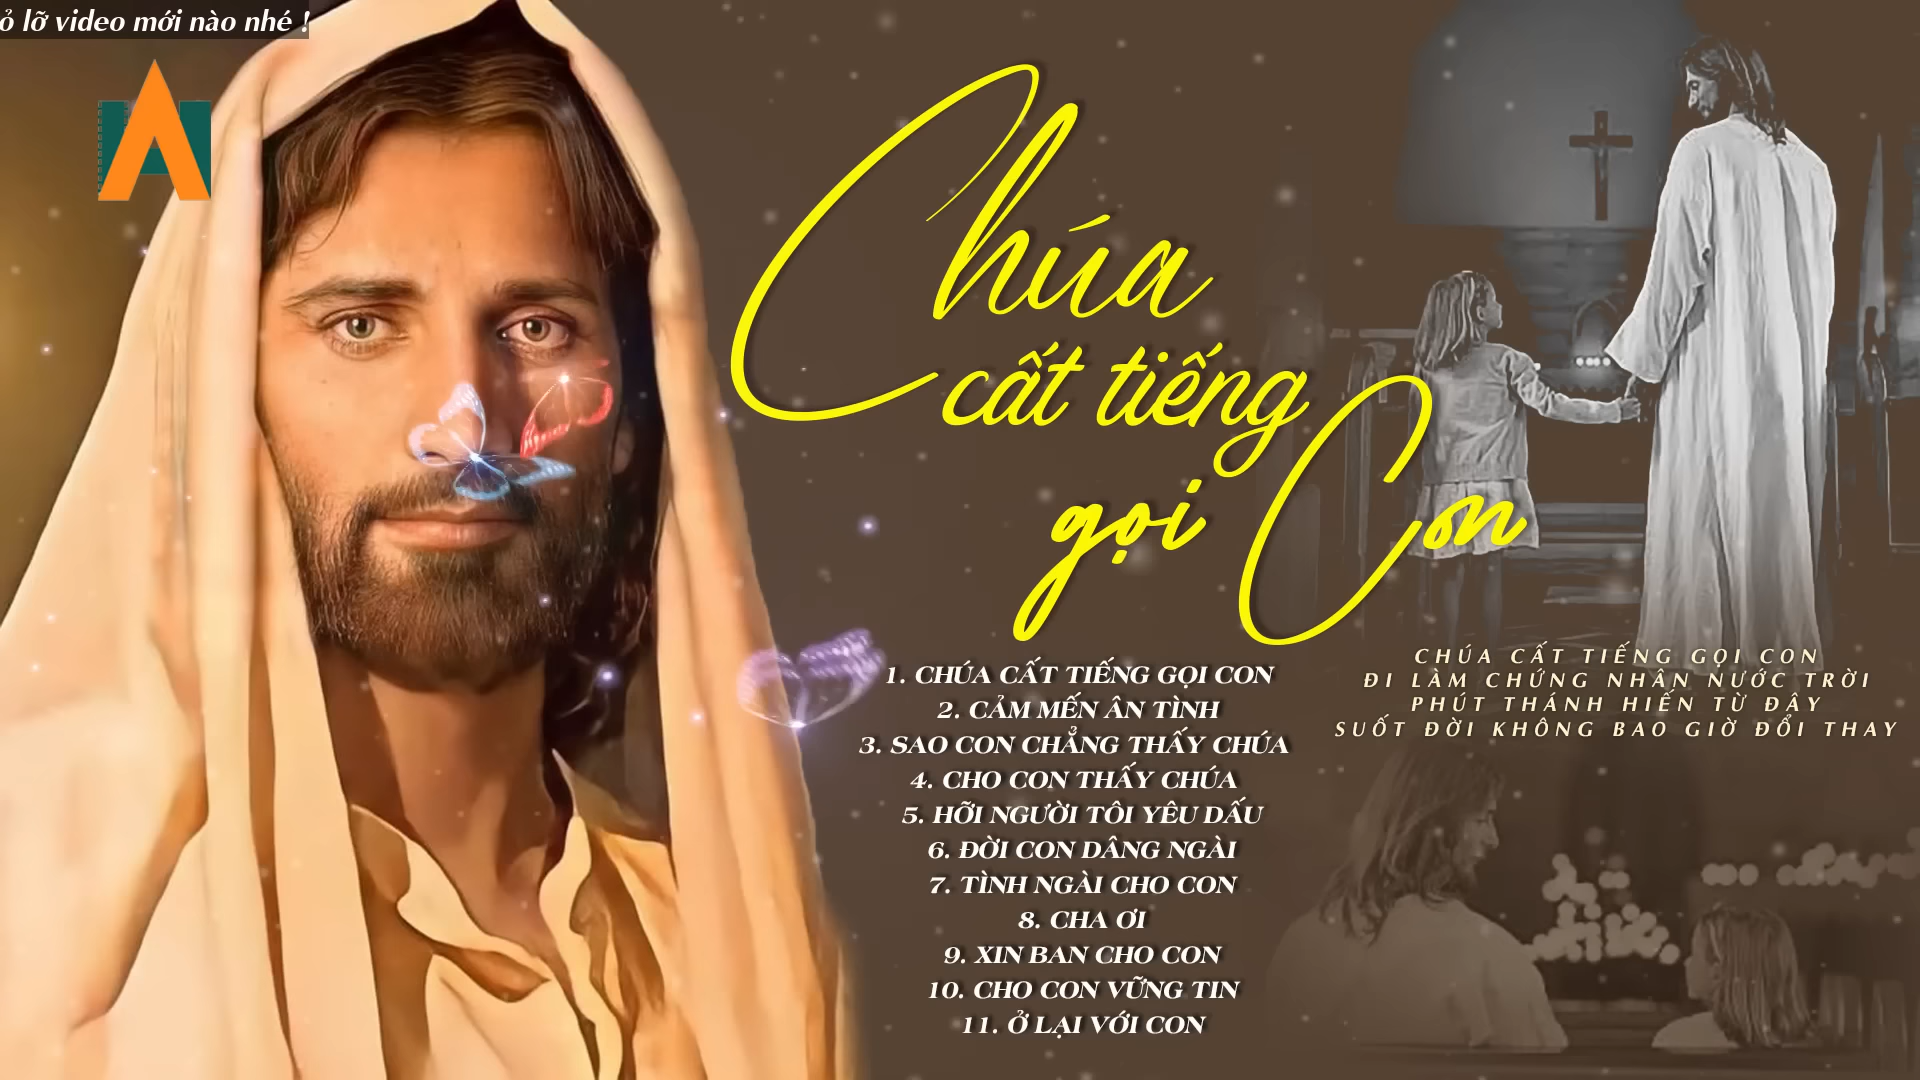 ỏ lỡ video mới nào nhé !
Chúa
cất tiếng
gọi Con
1. CHÚA CẤT TIẾNG GỌI CON
2. CẢM MẾN ÂN TÌNH
3. SAO CON CHẲNG THẤY CHÚA
4. CHO CON THẤY CHÚA
5. HỠI NGƯỜI TÔI YÊU DẤU
6. ĐỜI CON DÂNG NGÀI
7. TÌNH NGÀI CHO CON
8. CHA ƠI
9. XIN BAN CHO CON
10. CHO CON VỮNG TIN
11. Ở LẠI VỚI CON
CHÚA CẤT TIẾNG GỌI CON
ĐI LÀM CHỨNG NHÂN NƯỚC TRỜI
PHÚT THÁNH HIẾN TỪ ĐÂY
SUỐT ĐỜI KHÔNG BAO GIỜ ĐỔI THAY